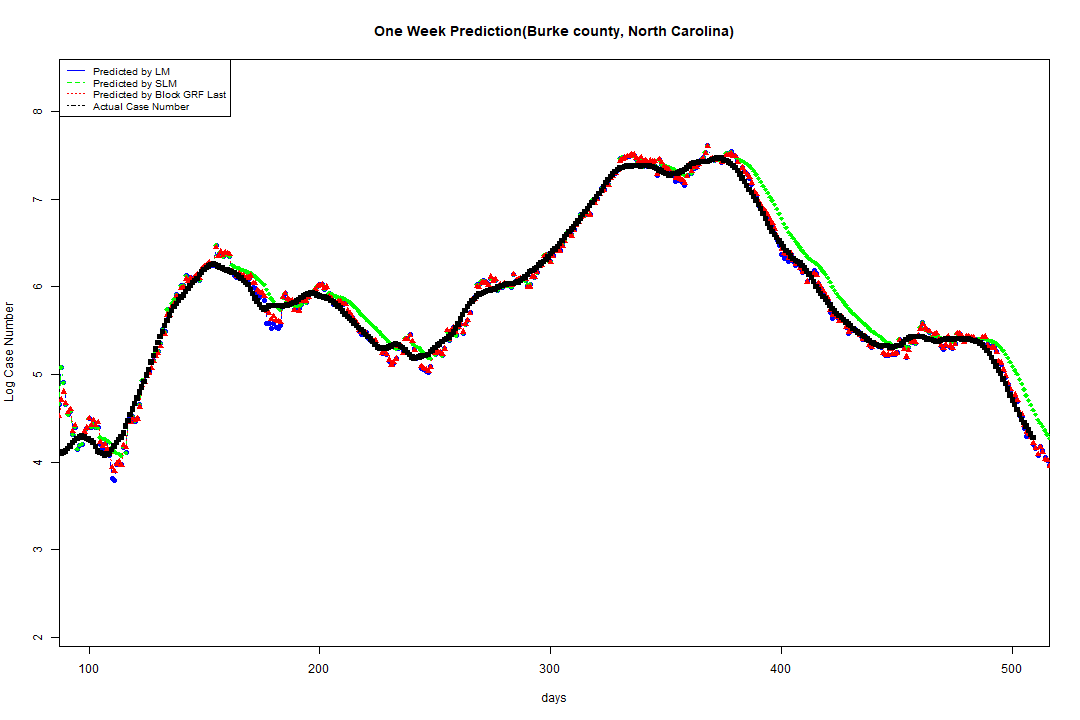 One Week Prediction(Burke county, North Carolina)
Predicted by LM
Predicted by SLM
Predicted by Block GRF Last
Actual Case Number
Log Case Number
8
7
6
5
4
3
2
100 200 300 400 500
days